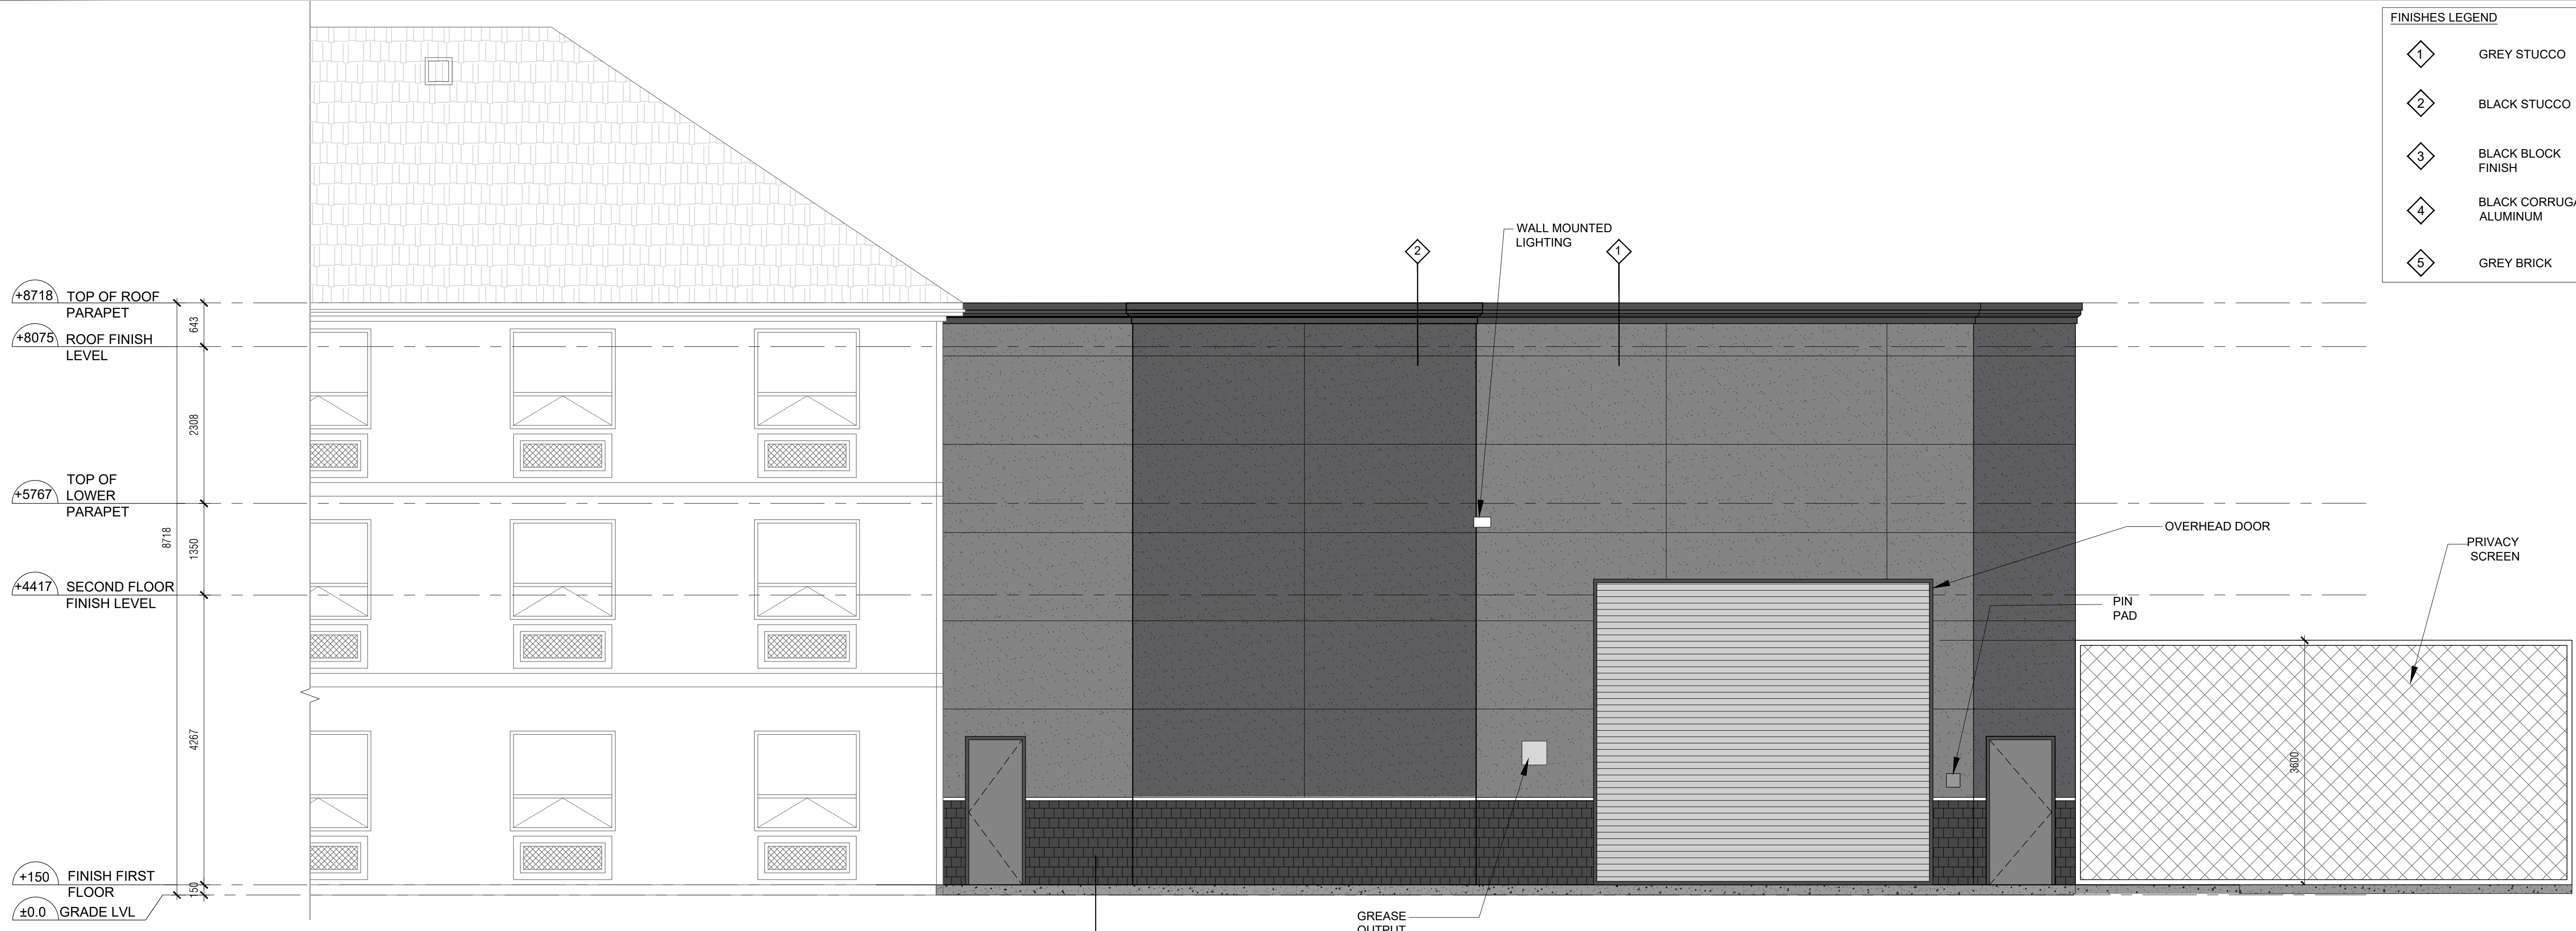 FINISHES LEGEND
1 GREY STUCCO
2 BLACK STUCCO
3 BLACK BLOCK
FINISH
4 BLACK CORRUGA
ALUMINUM
5 GREY BRICK
WALL MOUNTED
LIGHTING
2
1
+8718 TOP OF ROOF
PARAPET
643
+8075 ROOF FINISH
LEVEL
2308
TOP OF
+5767 LOWER
PARAPET
8718
1350
OVERHEAD DOOR
PRIVACY
SCREEN
+4417 SECOND FLOOR
FINISH LEVEL
PIN
PAD
4267
3600
+150 FINISH FIRST
FLOOR
150
±0.0 GRADE LVL
GREASE
OUTPUT